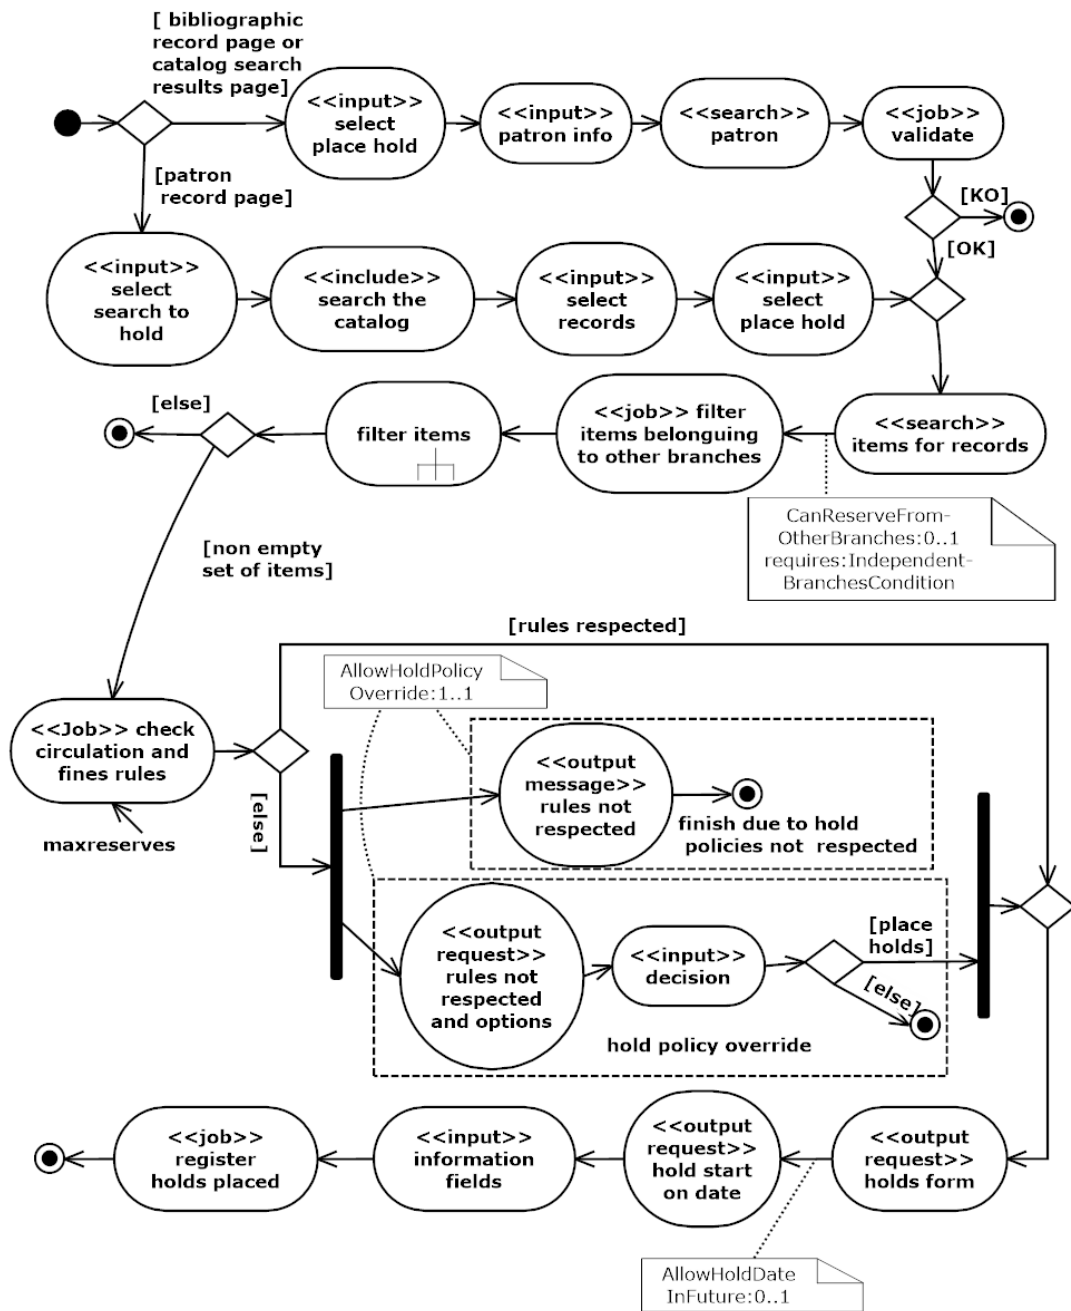 [ bibliographic
record page or
catalog search
results page]
<<input>>
select
place hold
<<input>>
patron info
<<search>>
patron
<<job>>
validate
[patron
record page]
[KO]
[OK]
<<input>>
select
search to
hold
<<include>>
search the
catalog
<<input>>
select
records
<<input>>
select
place hold
[else]
filter items
<<job>> filter
items belonguing
to other branches
<<search>>
items for records
CanReserveFrom-
OtherBranches:0..1
requires:Independent-
BranchesCondition
[non empty
set of items]
[rules respected]
AllowHoldPolicy
Override:1..1
<<Job>> check
circulation and
fines rules
maxreserves
[else]
<<output
message>>
rules not
respected
finish due to hold
policies not respected
<<output
request>>
rules not
respected
and options
<<input>>
decision
[place
holds]
[else]
hold policy override
<<job>>
register
holds placed
<<input>>
information
fields
<<output
request>>
hold start
on date
<<output
request>>
holds form
AllowHoldDate
InFuture:0..1